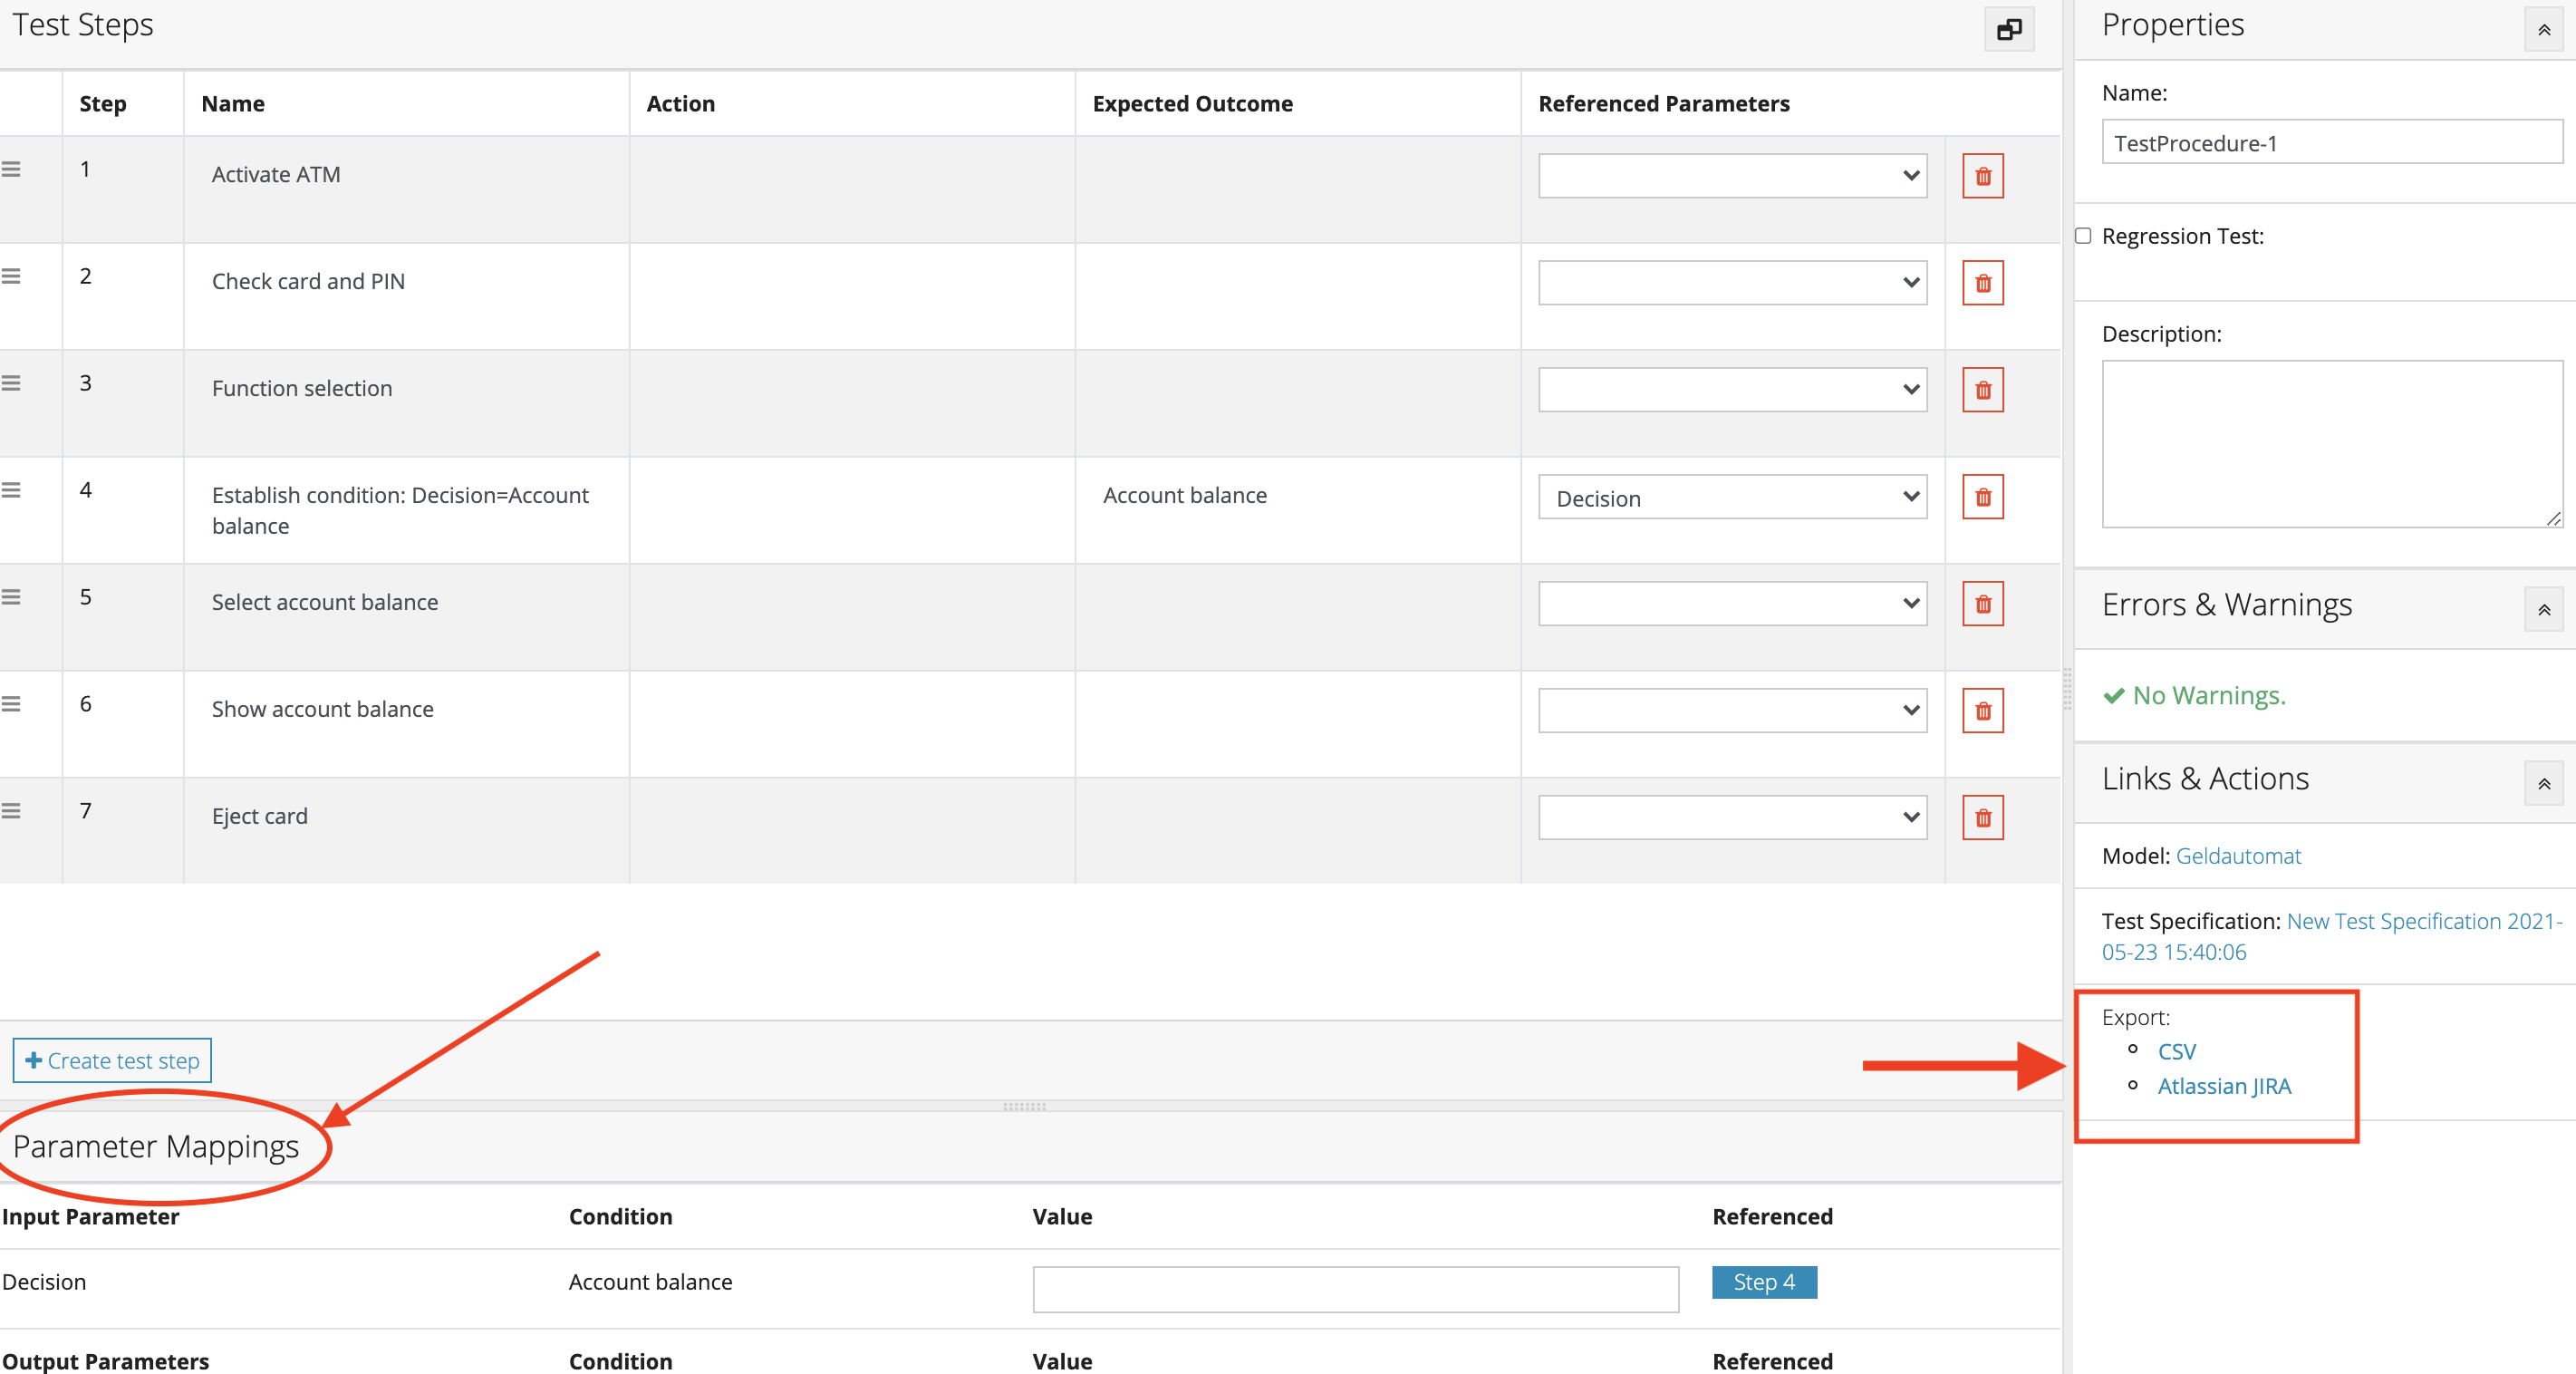 Test Steps
Step Name Action Expected Outcome Referenced Parameters
1 Activate ATM
2 Check card and PIN
3 Function selection
4 Establish condition: Decision=Account Account balance Decision
balance
5 Select account balance
6 Show account balance
7 Eject card
Create test step
Parameter Mappings
Input Parameter Condition Value Referenced
Decision Account balance Step 4
Output Parameters Condition Value Referenced
Properties
Name:
TestProcedure-1
Regression Test:
Description:
Errors & Warnings
No Warnings.
Links & Actions
Model: Geldautomat
Test Specification: New Test Specification 2021-
05-23 15:40:06
Export:
CSV
Atlassian JIRA